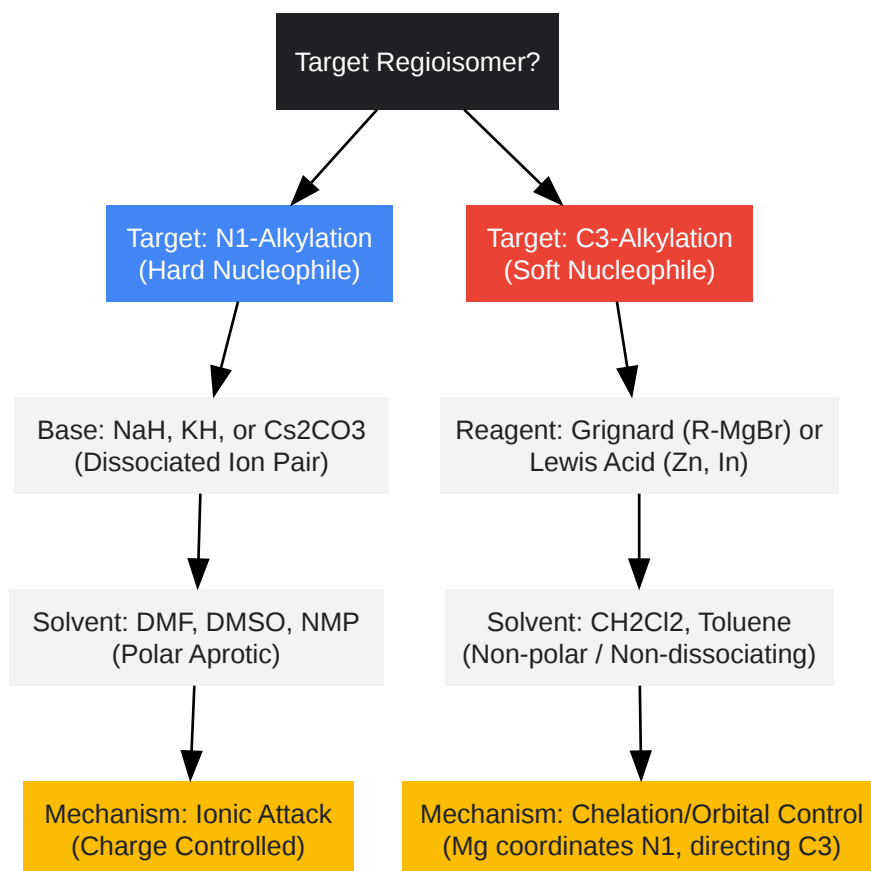 Target Regioisomer?
Target: N1-Alkylation
(Hard Nucleophile)
Target: C3-Alkylation
(Soft Nucleophile)
Base: NaH, KH, or Cs2CO3
(Dissociated Ion Pair)
Reagent: Grignard (R-MgBr) or
Lewis Acid (Zn, In)
Solvent: DMF, DMSO, NMP
(Polar Aprotic)
Solvent: CH2Cl2, Toluene
(Non-polar / Non-dissociating)
Mechanism: Ionic Attack
(Charge Controlled)
Mechanism: Chelation/Orbital Control
(Mg coordinates N1, directing C3)